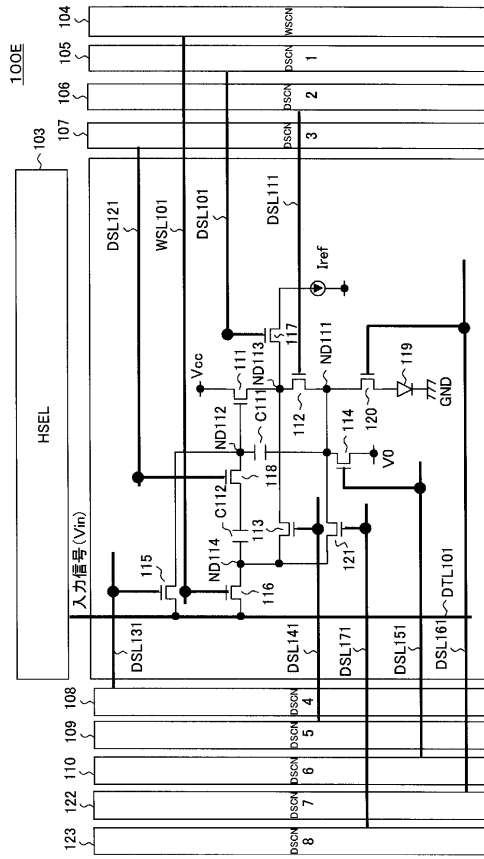 100E
103
HSEL
104
WSCN
105
DSCN
1
106
DSCN
2
107
DSCN
3
DSL121
WSL101
DSL101
DSL111
入力信号(Vin)
DSL131
115
116
ND114
113
C112
118
ND112
C111
Vcc
111
ND113
117
Iref
112
ND111
120
119
GND
114
V0
121
DSL141
DSL171
DSL151
DTL101
DSL161
108
DSCN
4
109
DSCN
5
110
DSCN
6
122
DSCN
7
123
DSCN
8